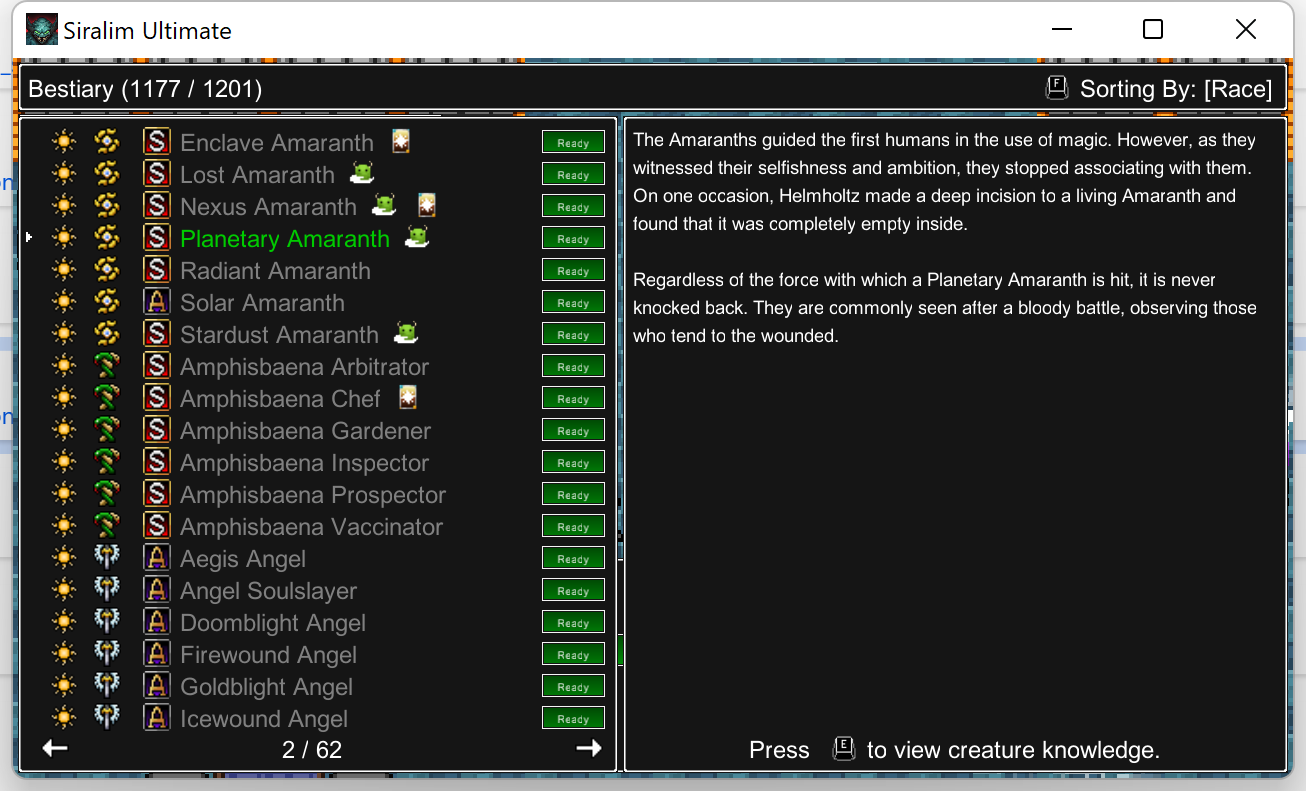 Siralim Ultimate
Bestiary (1177 / 1201)
F Sorting By: [Race]
S Enclave Amaranth Ready
S Lost Amaranth Ready
S Nexus Amaranth Ready
S Planetary Amaranth Ready
S Radiant Amaranth Ready
A Solar Amaranth Ready
S Stardust Amaranth Ready
S Amphisbaena Arbitrator Ready
S Amphisbaena Chef Ready
S Amphisbaena Gardener Ready
S Amphisbaena Inspector Ready
S Amphisbaena Prospector Ready
S Amphisbaena Vaccinator Ready
A Aegis Angel Ready
A Angel Soulslayer Ready
A Doomblight Angel Ready
A Firewound Angel Ready
A Goldblight Angel Ready
A Icewound Angel Ready
2 / 62
The Amaranths guided the first humans in the use of magic. However, as they
witnessed their selfishness and ambition, they stopped associating with them.
On one occasion, Helmholtz made a deep incision to a living Amaranth and
found that it was completely empty inside.
Regardless of the force with which a Planetary Amaranth is hit, it is never
knocked back. They are commonly seen after a bloody battle, observing those
who tend to the wounded.
Press E to view creature knowledge.